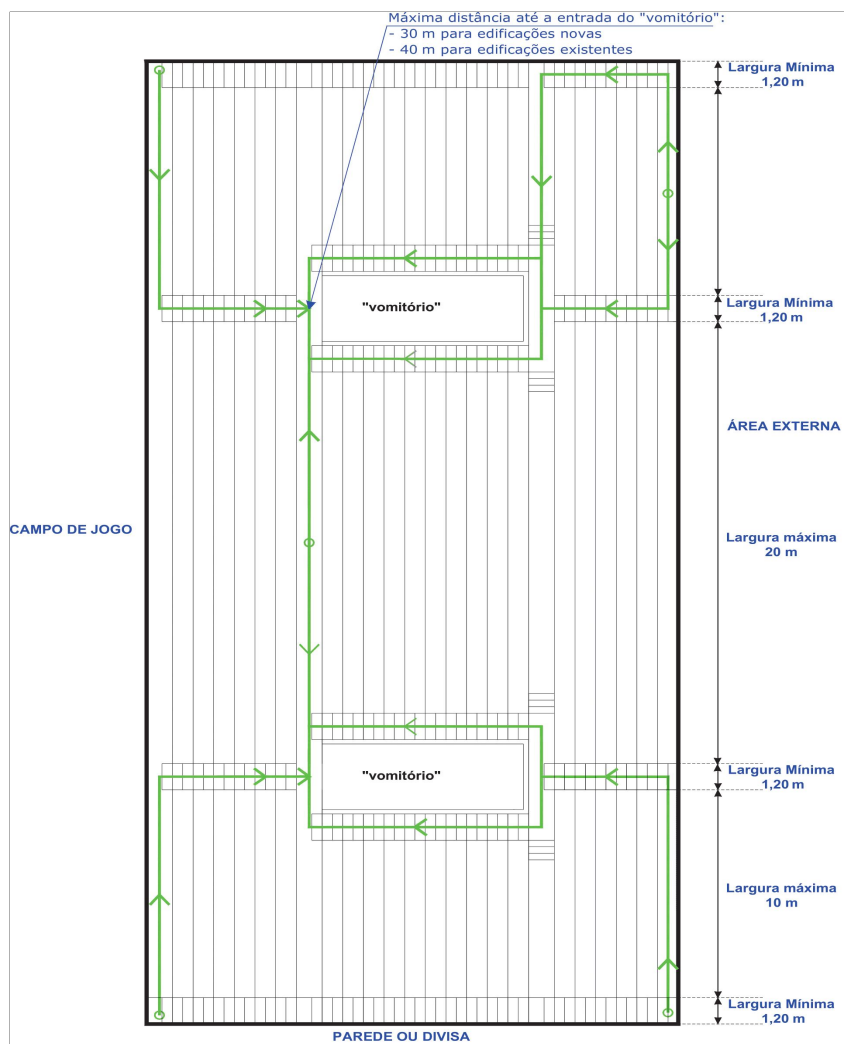 Máxima distância até a entrada do "vomitório":
- 30 m para edificações novas
- 40 m para edificações existentes
Largura Mínima
1,20 m
"vomitório"
Largura Mínima
1,20 m
ÁREA EXTERNA
CAMPO DE JOGO
Largura máxima
20 m
"vomitório"
Largura Mínima
1,20 m
Largura máxima
10 m
Largura Mínima
1,20 m
PAREDE OU DIVISA